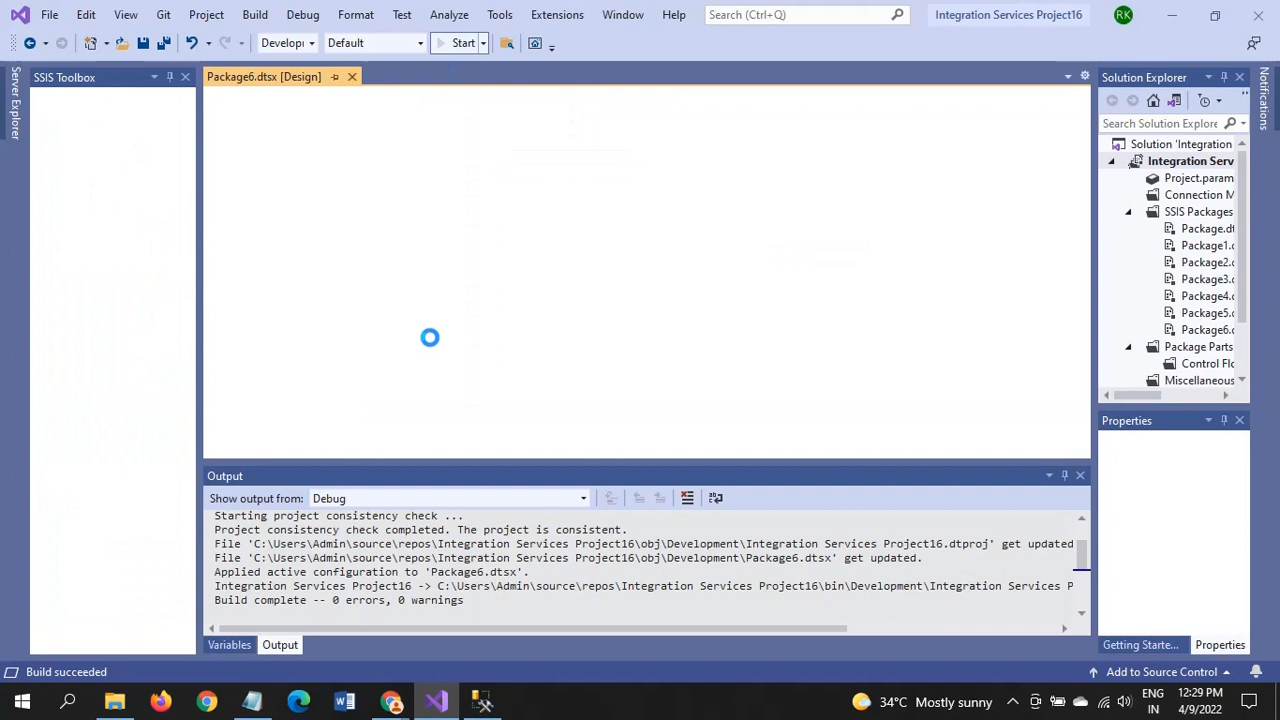 File Edit View Git Project Build Debug Format Test Analyze Tools Extensions Window Help Search (Ctrl+Q) Integration Services Project16 RK
Developi Default Start
Server Explorer
SSIS Toolbox
Package6.dtsx [Design]
Solution Explorer
Notifications
Search Solution Explore
Solution 'Integration
Integration Serv
Project.param
Connection M
SSIS Packages
Package.dt
Package1.d
Package2.d
Package3.d
Package4.d
Package5.d
Package6.d
Package Parts
Control Flo
Miscellaneous
Properties
Output
Show output from: Debug
Starting project consistency check ...
Project consistency check completed. The project is consistent.
File 'C:\Users\Admin\source\repos\Integration Services Project16\obj\Development\Integration Services Project16.dtproj' get updated
File 'C:\Users\Admin\source\repos\Integration Services Project16\obj\Development\Package6.dtsx' get updated.
Applied active configuration to 'Package6.dtsx'.
Integration Services Project16 -> C:\Users\Admin\source\repos\Integration Services Project16\bin\Development\Integration Services P
Build complete -- 0 errors, 0 warnings
Variables Output
Getting Starte... Properties
Build succeeded
Add to Source Control
34°C Mostly sunny
ENG
IN
12:29 PM
4/9/2022